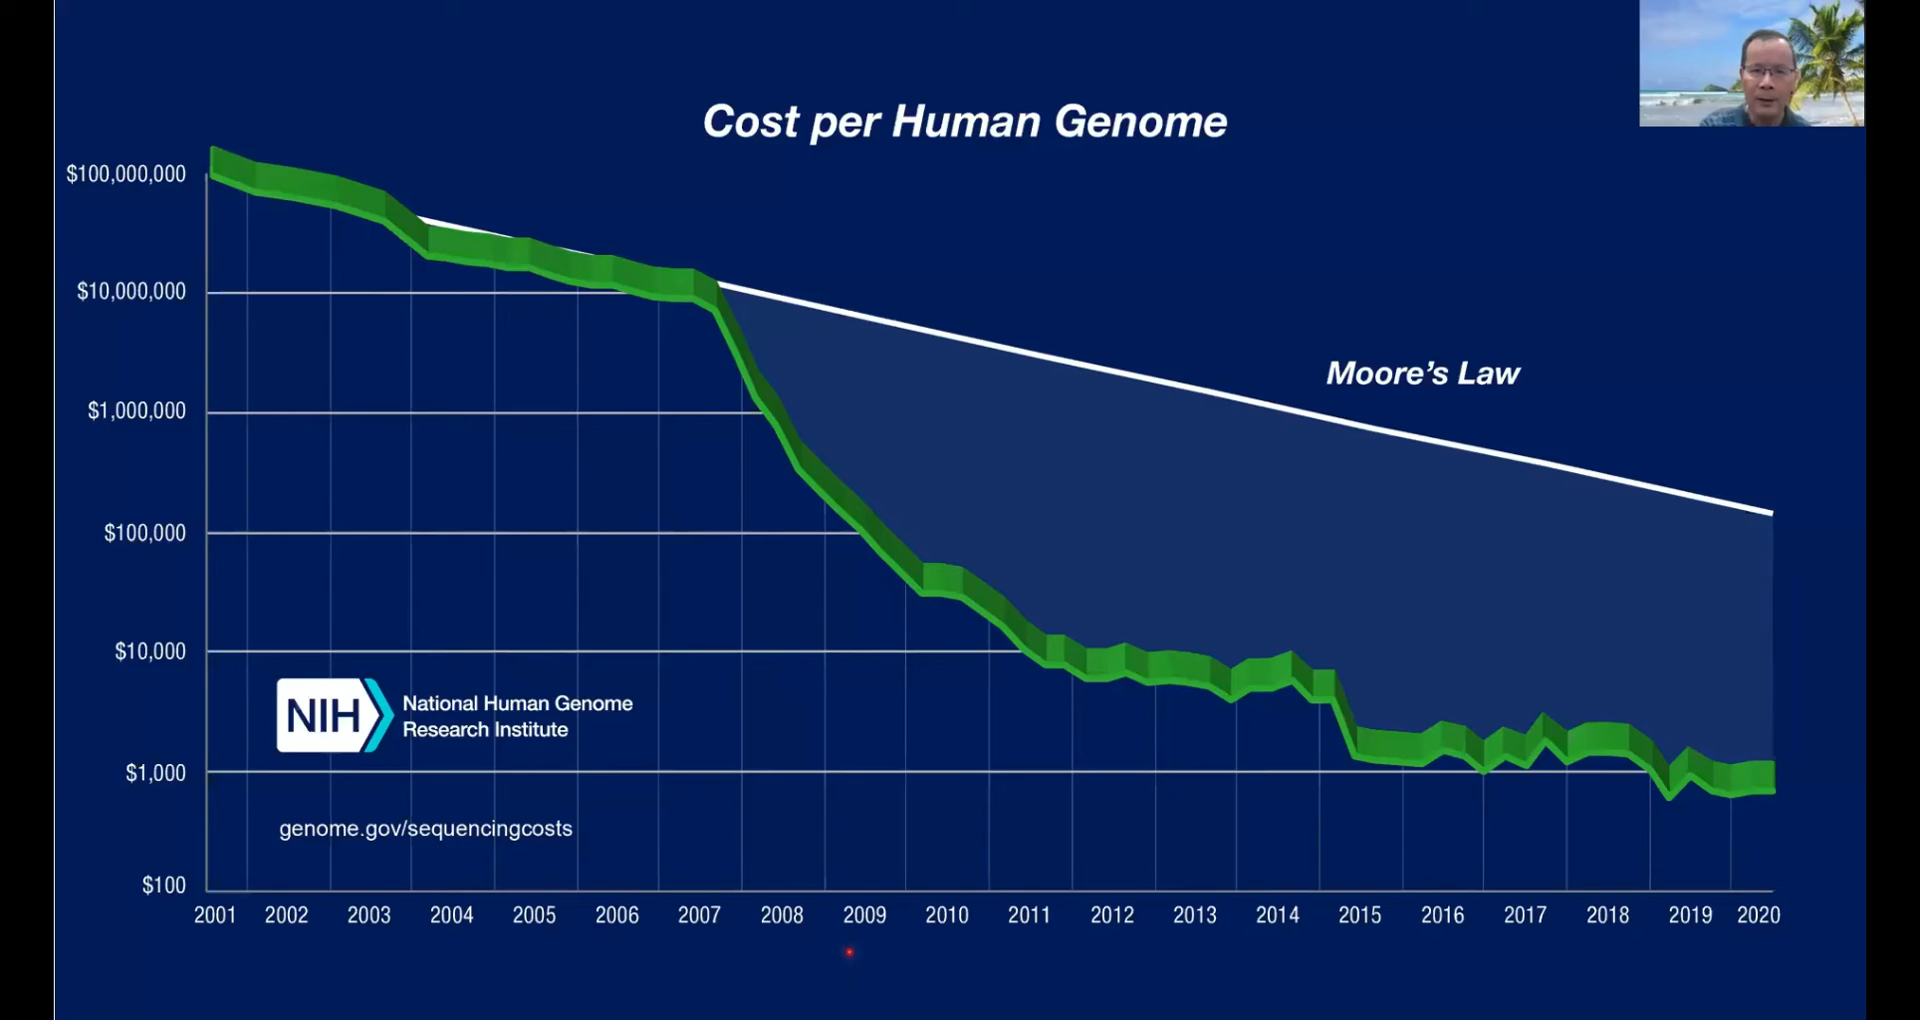 Cost per Human Genome
$100,000,000
$10,000,000
$1,000,000
$100,000
$10,000
$1,000
$100
Moore's Law
NIH
National Human Genome
Research Institute
genome.gov/sequencingcosts
2001 2002 2003 2004 2005 2006 2007 2008 2009 2010 2011 2012 2013 2014 2015 2016 2017 2018 2019 2020